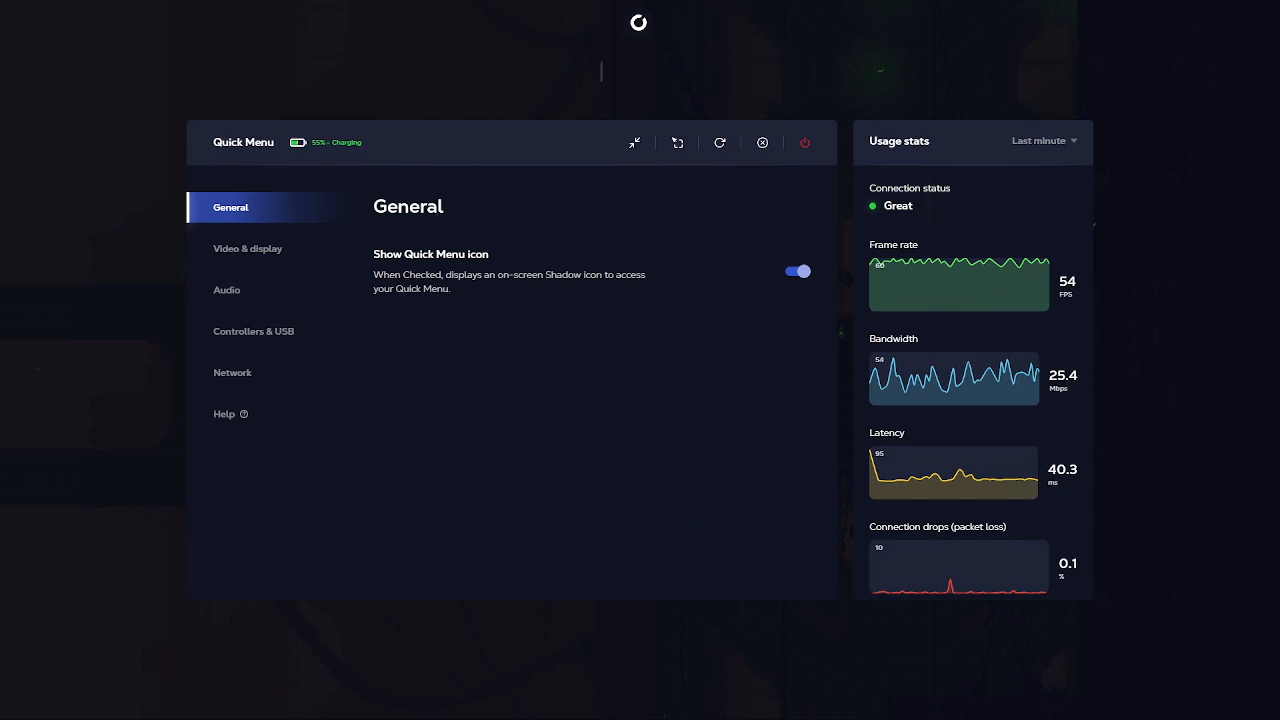 Quick Menu
55% - Charging
General
Video & display
Audio
Controllers & USB
Network
Help
General
Show Quick Menu icon
When Checked, displays an on-screen Shadow icon to access
your Quick Menu.
Usage stats
Last minute
Connection status
Great
Frame rate
54
FPS
Bandwidth
54
25.4
Mbps
Latency
95
40.3
ms
Connection drops (packet loss)
10
0.1
%